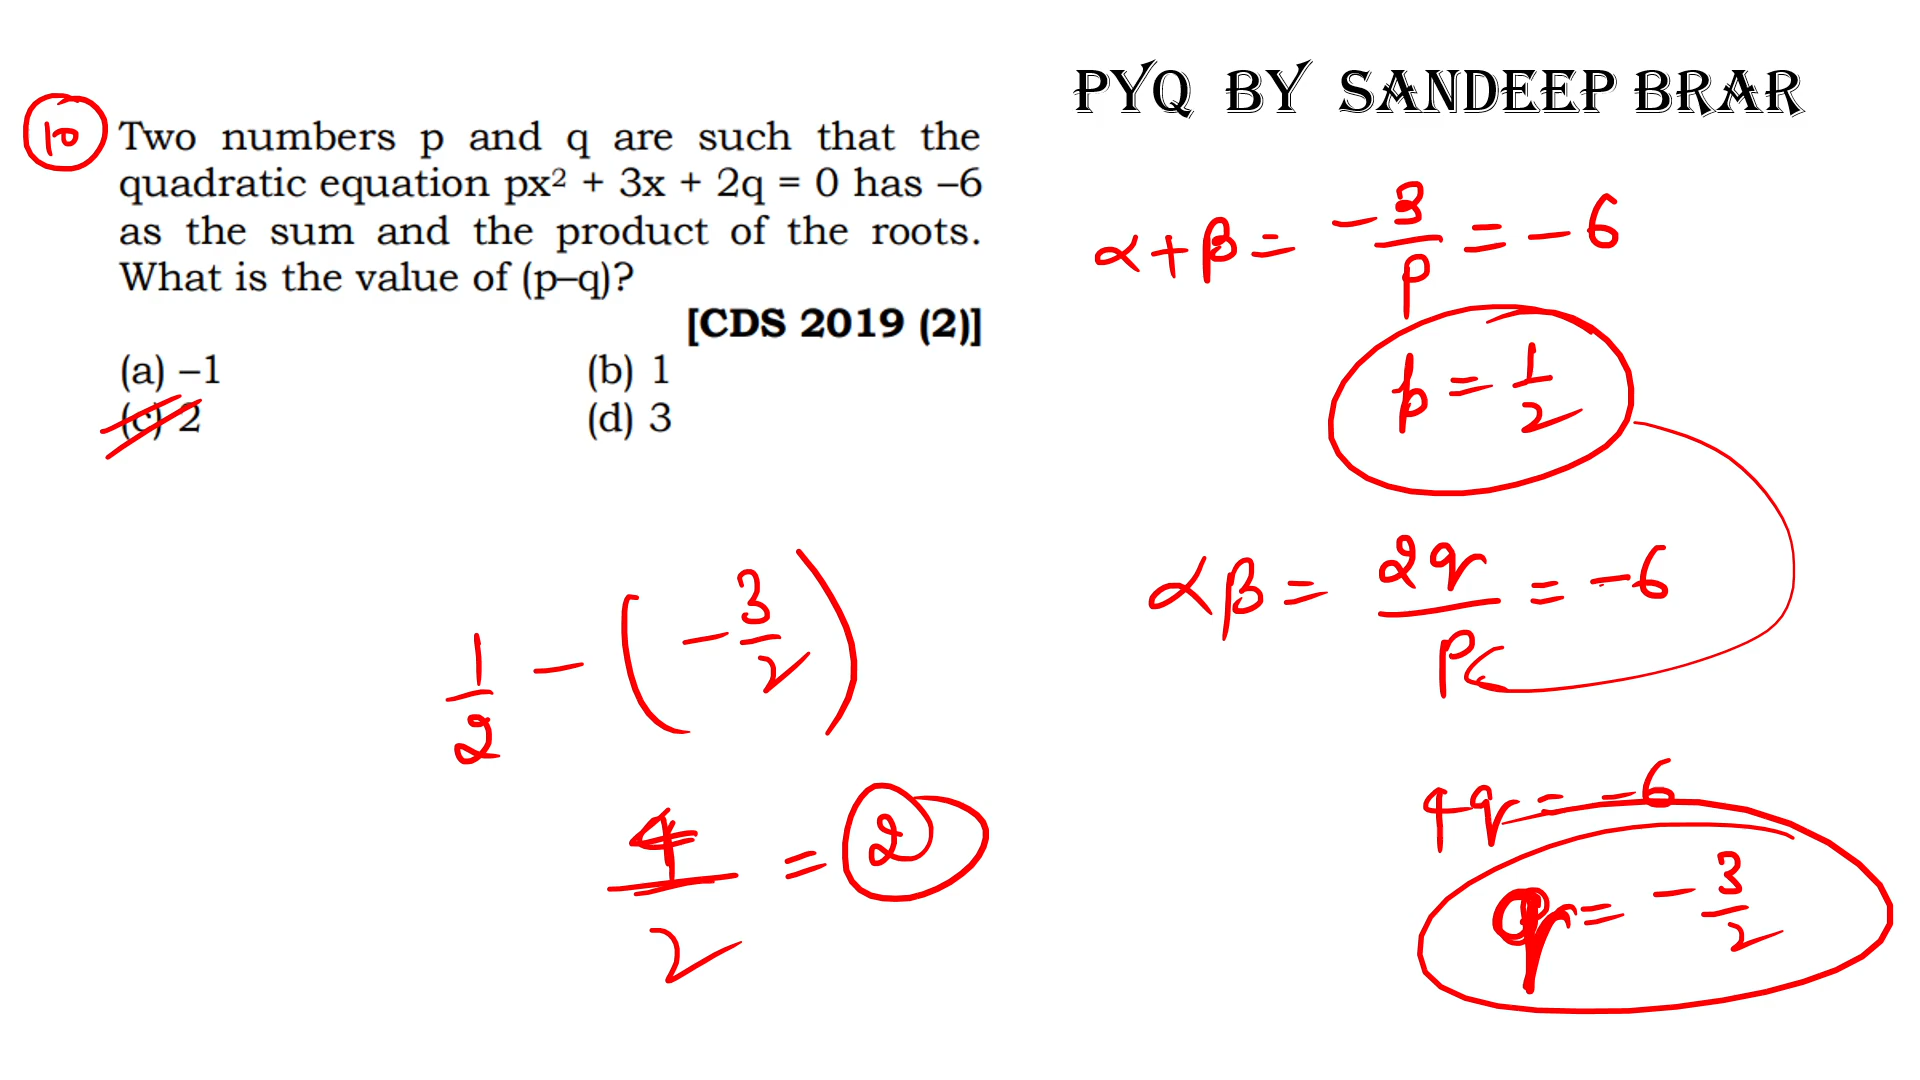 PYQ BY SANDEEP BRAR
10
Two numbers p and q are such that the
quadratic equation px² + 3x + 2q = 0 has –6
as the sum and the product of the roots.
What is the value of (p–q)?
[CDS 2019 (2)]
(a) –1 (b) 1
(c) 2 (d) 3
α+β = -3/p = -6
p = 1/2
αβ = 2q/p = -6
4q = -6
q = -3/2
1/2 - (-3/2)
4/2 = 2